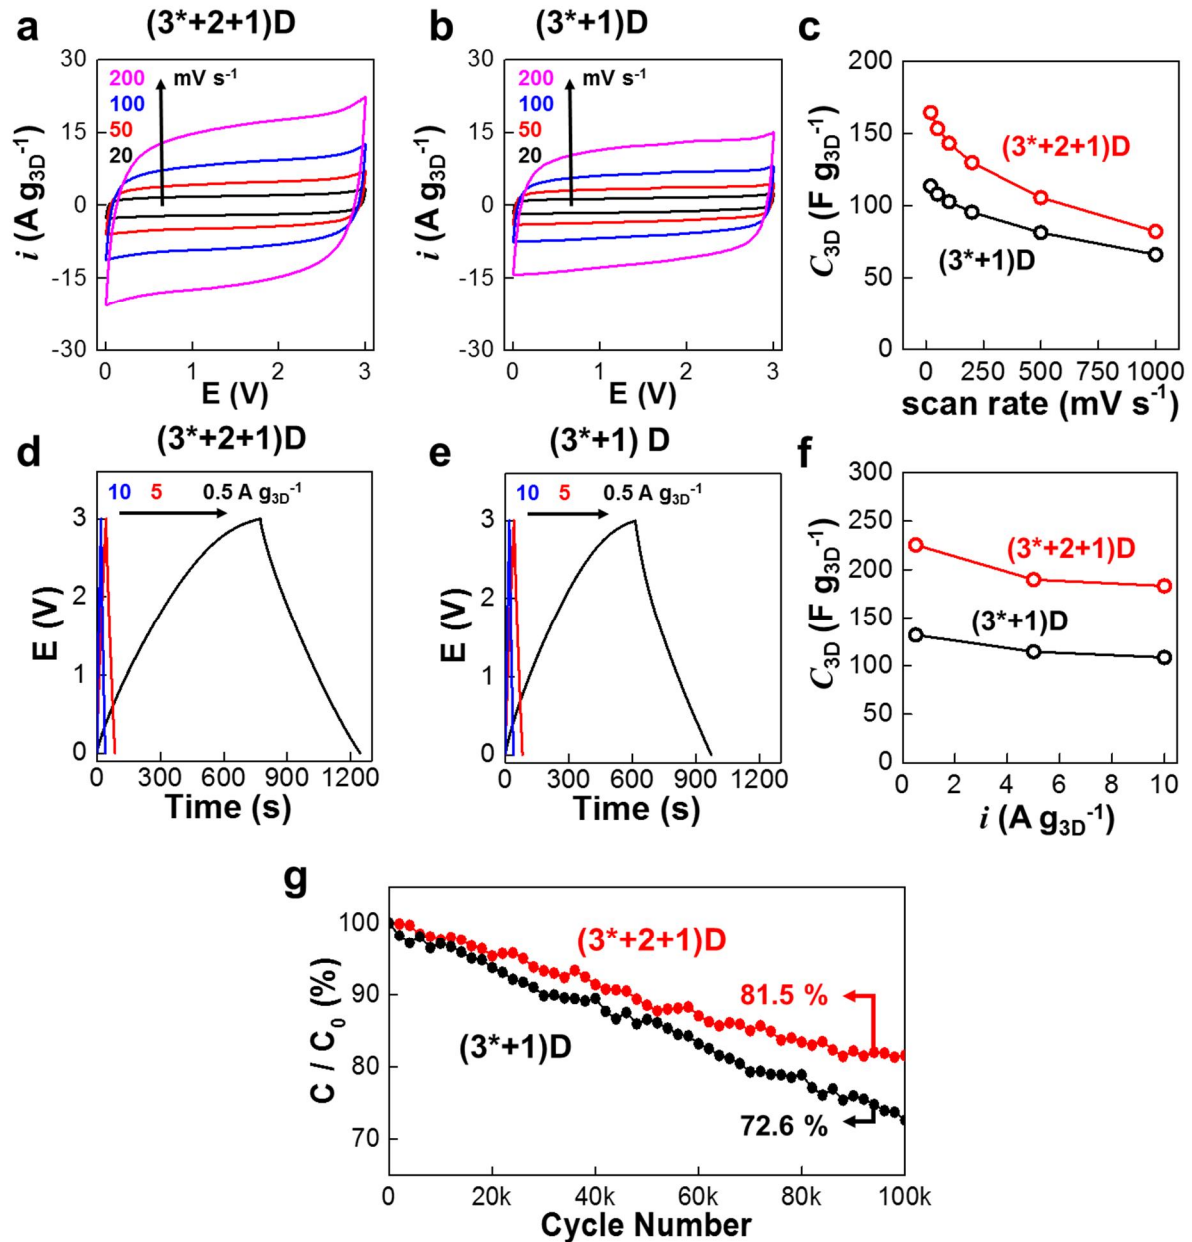 a (3*+2+1)D
30
15
0
-15
-30
i (A g3D-1)
200 mV s-1
100
50
20
0 1 2 3
E (V)
b (3*+1)D
30
15
0
-15
-30
i (A g3D-1)
200 mV s-1
100
50
20
0 1 2 3
E (V)
c
200
150
100
50
0
C3D (F g3D-1)
(3*+2+1)D
(3*+1)D
0 250 500 750 1000
scan rate (mV s-1)
d (3*+2+1)D
10 5 0.5 A g3D-1
3
2
1
0
E (V)
0 300 600 900 1200
Time (s)
e (3*+1) D
10 5 0.5 A g3D-1
3
2
1
0
E (V)
0 300 600 900 1200
Time (s)
f
300
250
200
150
100
50
0
C3D (F g3D-1)
(3*+2+1)D
(3*+1)D
0 2 4 6 8 10
i (A g3D-1)
g
100
90
80
70
C / C0 (%)
(3*+2+1)D
81.5 %
(3*+1)D
72.6 %
0 20k 40k 60k 80k 100k
Cycle Number